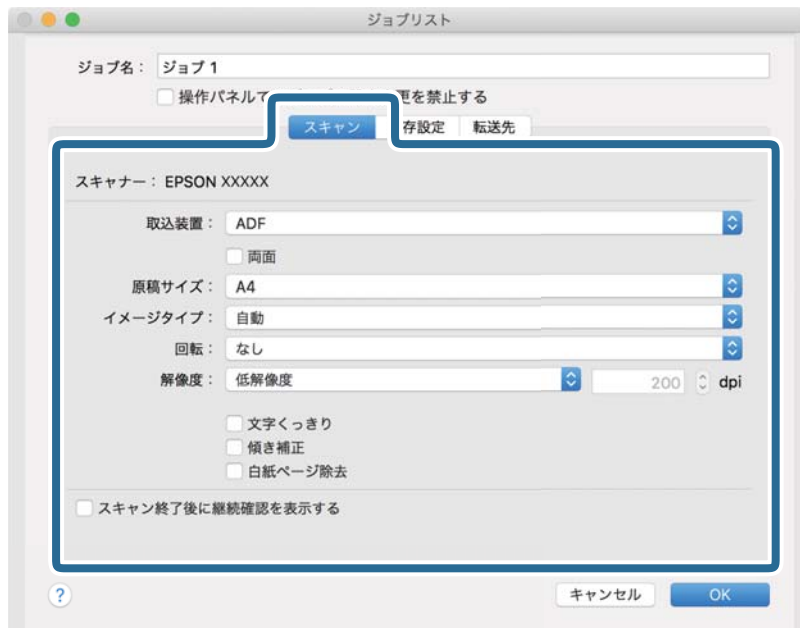 ジョブリスト
ジョブ名： ジョブ 1
操作パネルで 更を禁止する
スキャン 存設定 転送先
スキャナー： EPSON XXXXX
取込装置： ADF
両面
原稿サイズ： A4
イメージタイプ： 自動
回転： なし
解像度： 低解像度 200 dpi
文字くっきり
傾き補正
白紙ページ除去
スキャン終了後に継続確認を表示する
? キャンセル OK